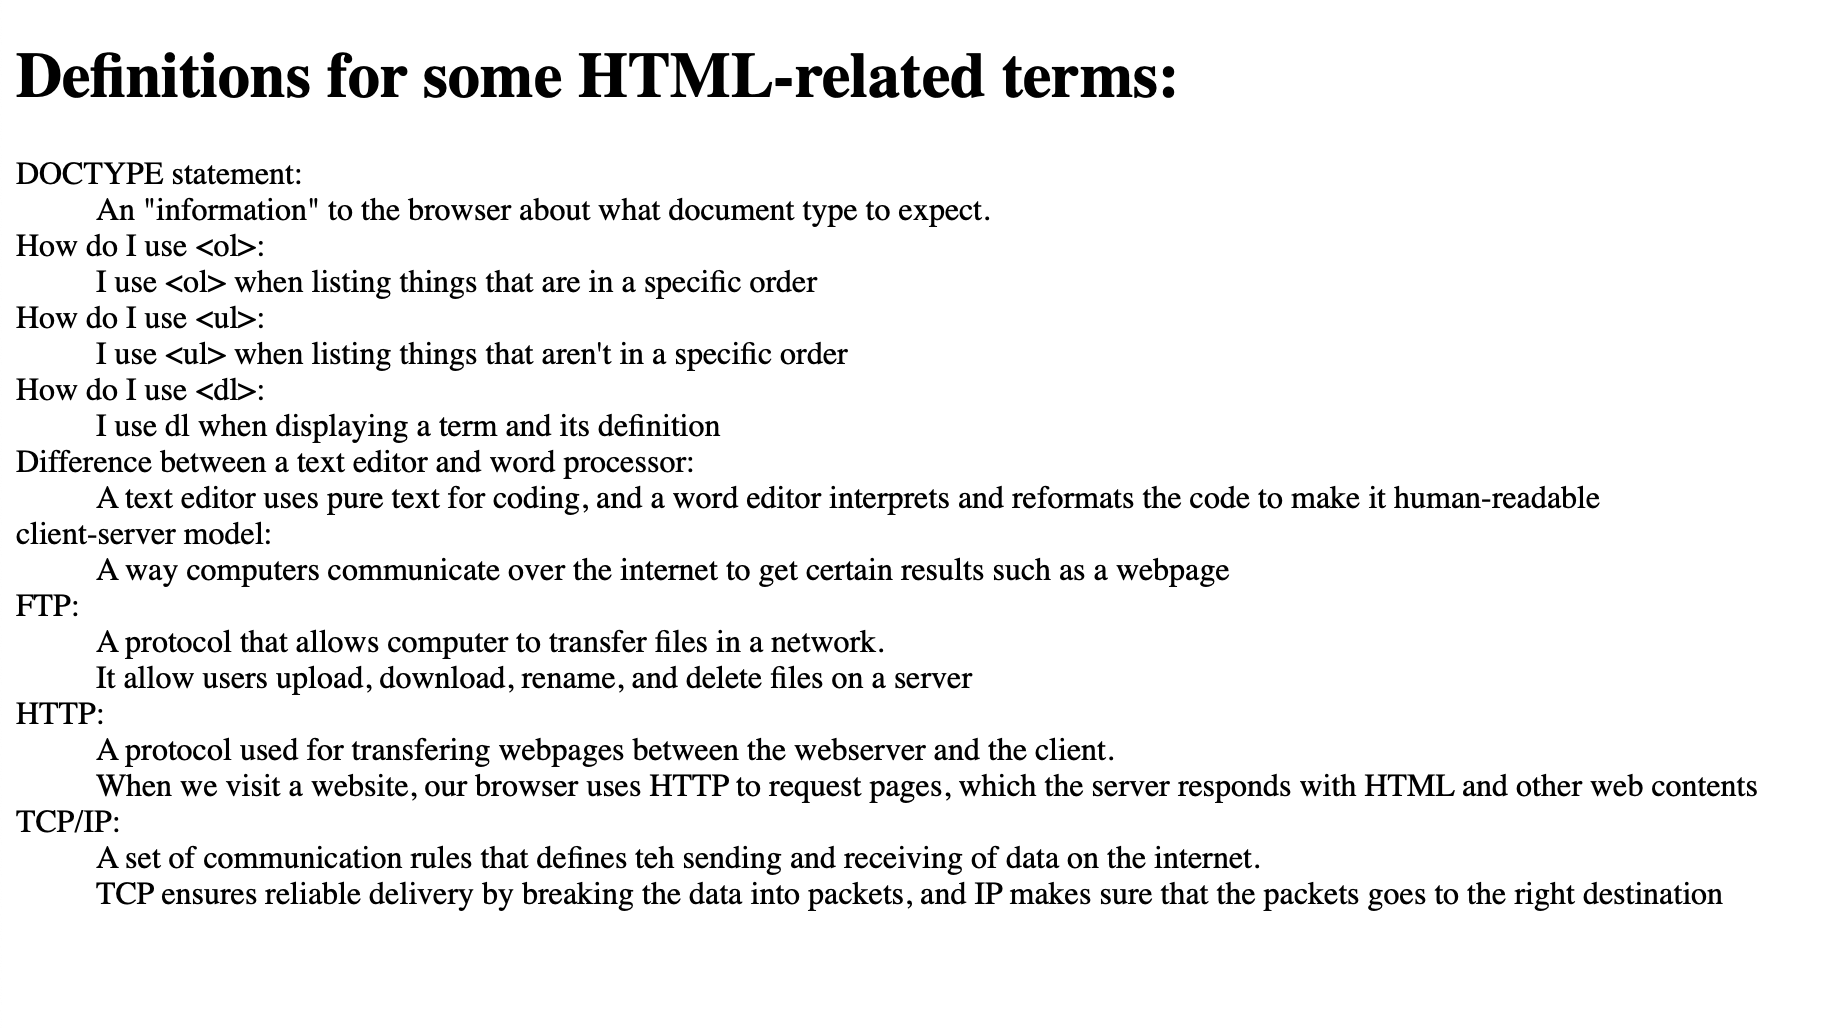 Definitions for some HTML-related terms:
DOCTYPE statement:
An "information" to the browser about what document type to expect.
How do I use <ol>:
I use <ol> when listing things that are in a specific order
How do I use <ul>:
I use <ul> when listing things that aren't in a specific order
How do I use <dl>:
I use dl when displaying a term and its definition
Difference between a text editor and word processor:
A text editor uses pure text for coding, and a word editor interprets and reformats the code to make it human-readable
client-server model:
A way computers communicate over the internet to get certain results such as a webpage
FTP:
A protocol that allows computer to transfer files in a network.
It allow users upload, download, rename, and delete files on a server
HTTP:
A protocol used for transfering webpages between the webserver and the client.
When we visit a website, our browser uses HTTP to request pages, which the server responds with HTML and other web contents
TCP/IP:
A set of communication rules that defines teh sending and receiving of data on the internet.
TCP ensures reliable delivery by breaking the data into packets, and IP makes sure that the packets goes to the right destination